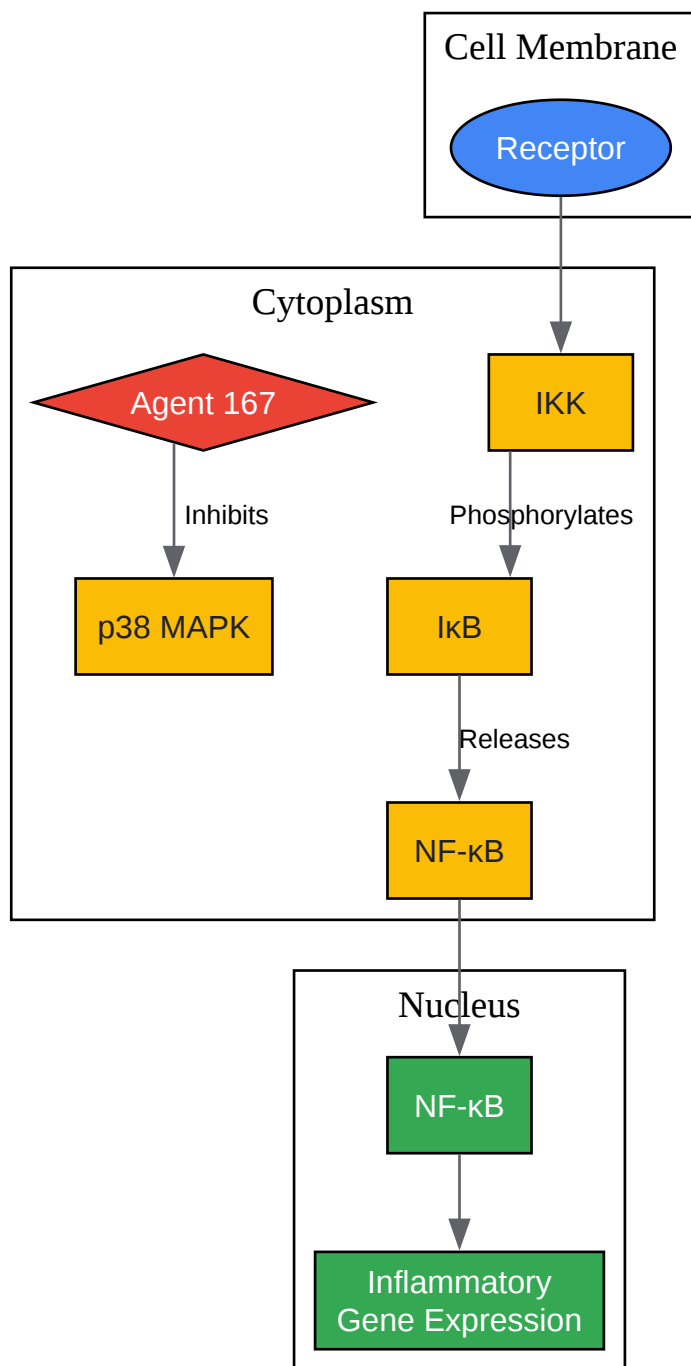 Cell Membrane
Receptor
Cytoplasm
Agent 167
IKK
Inhibits
Phosphorylates
p38 MAPK
IκB
Releases
NF-κB
Nucleus
NF-κB
Inflammatory
Gene Expression